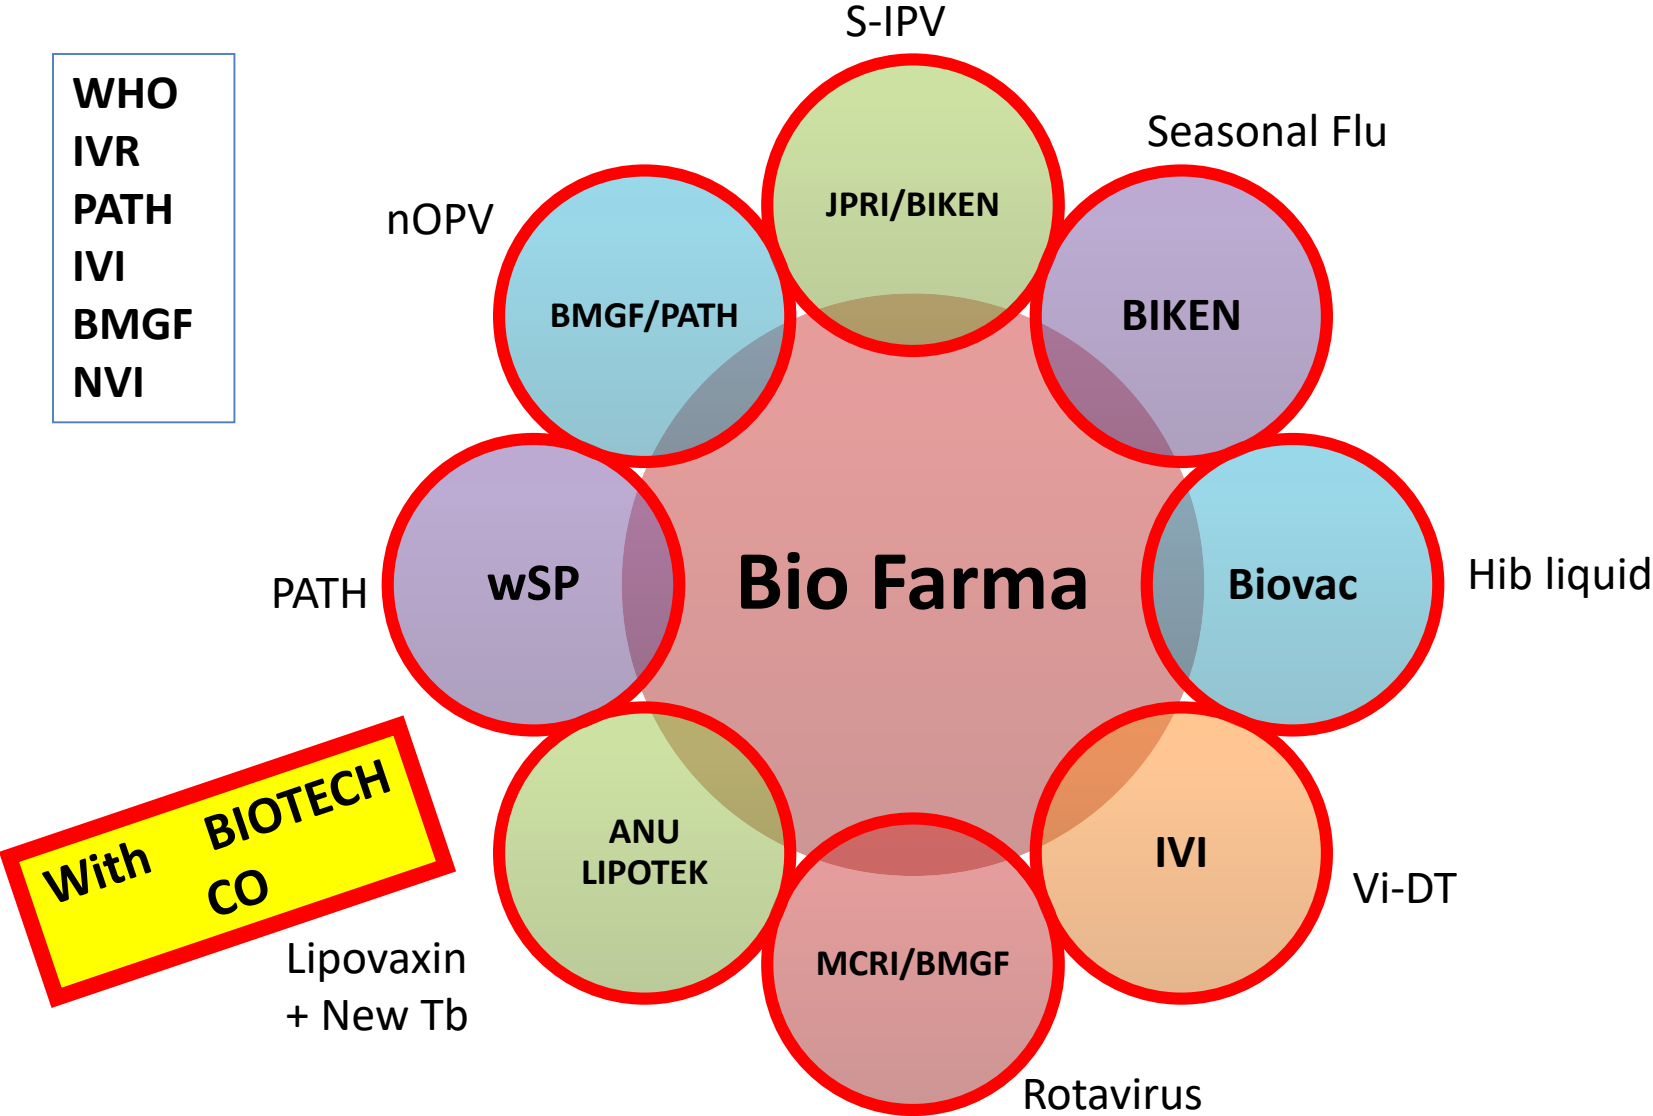 S-IPV
WHO
IVR
PATH
IVI
BMGF
NVI
Seasonal Flu
nOPV
JPRI/BIKEN
BMGF/PATH
BIKEN
PATH
wSP
Bio Farma
Biovac
Hib liquid
With BIOTECH
CO
ANU
LIPOTEK
IVI
Vi-DT
Lipovaxin
+ New Tb
MCRI/BMGF
Rotavirus